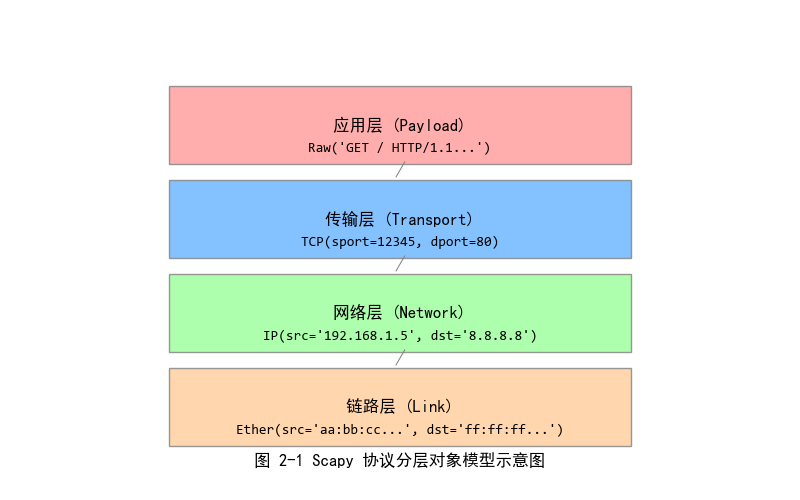 应用层 (Payload)
Raw('GET / HTTP/1.1...')
传输层 (Transport)
TCP(sport=12345, dport=80)
网络层 (Network)
IP(src='192.168.1.5', dst='8.8.8.8')
链路层 (Link)
Ether(src='aa:bb:cc...', dst='ff:ff:ff...')
图 2-1 Scapy 协议分层对象模型示意图